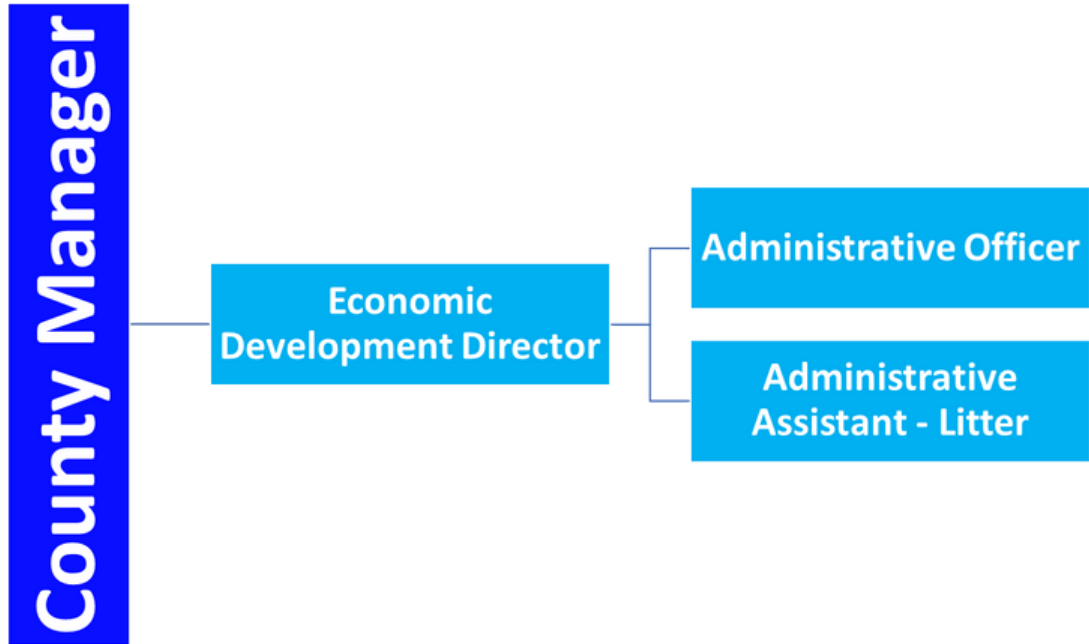 County Manager
Economic
Development Director
Administrative Officer
Administrative
Assistant - Litter